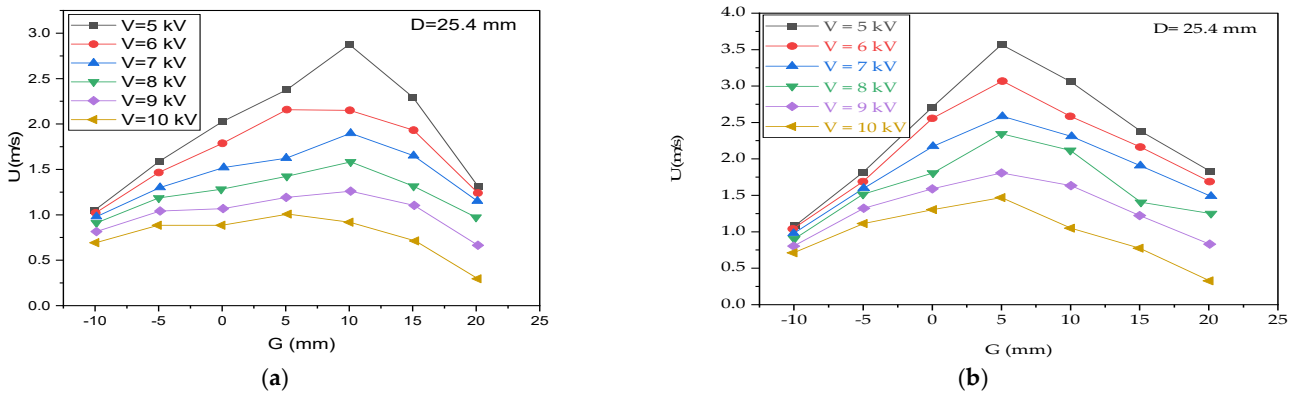 V=5 kV
V=6 kV
V=7 kV
V=8 kV
V=9 kV
V=10 kV
D=25.4 mm
U(m/s)
3.0
2.5
2.0
1.5
1.0
0.5
0.0
-10
-5
0
5
10
15
20
25
G (mm)
(a)
V = 5 kV
V = 6 kV
V = 7 kV
V = 8 kV
V = 9 kV
V = 10 kV
D= 25.4 mm
U(m/s)
4.0
3.5
3.0
2.5
2.0
1.5
1.0
0.5
0.0
-10
-5
0
5
10
15
20
25
G (mm)
(b)